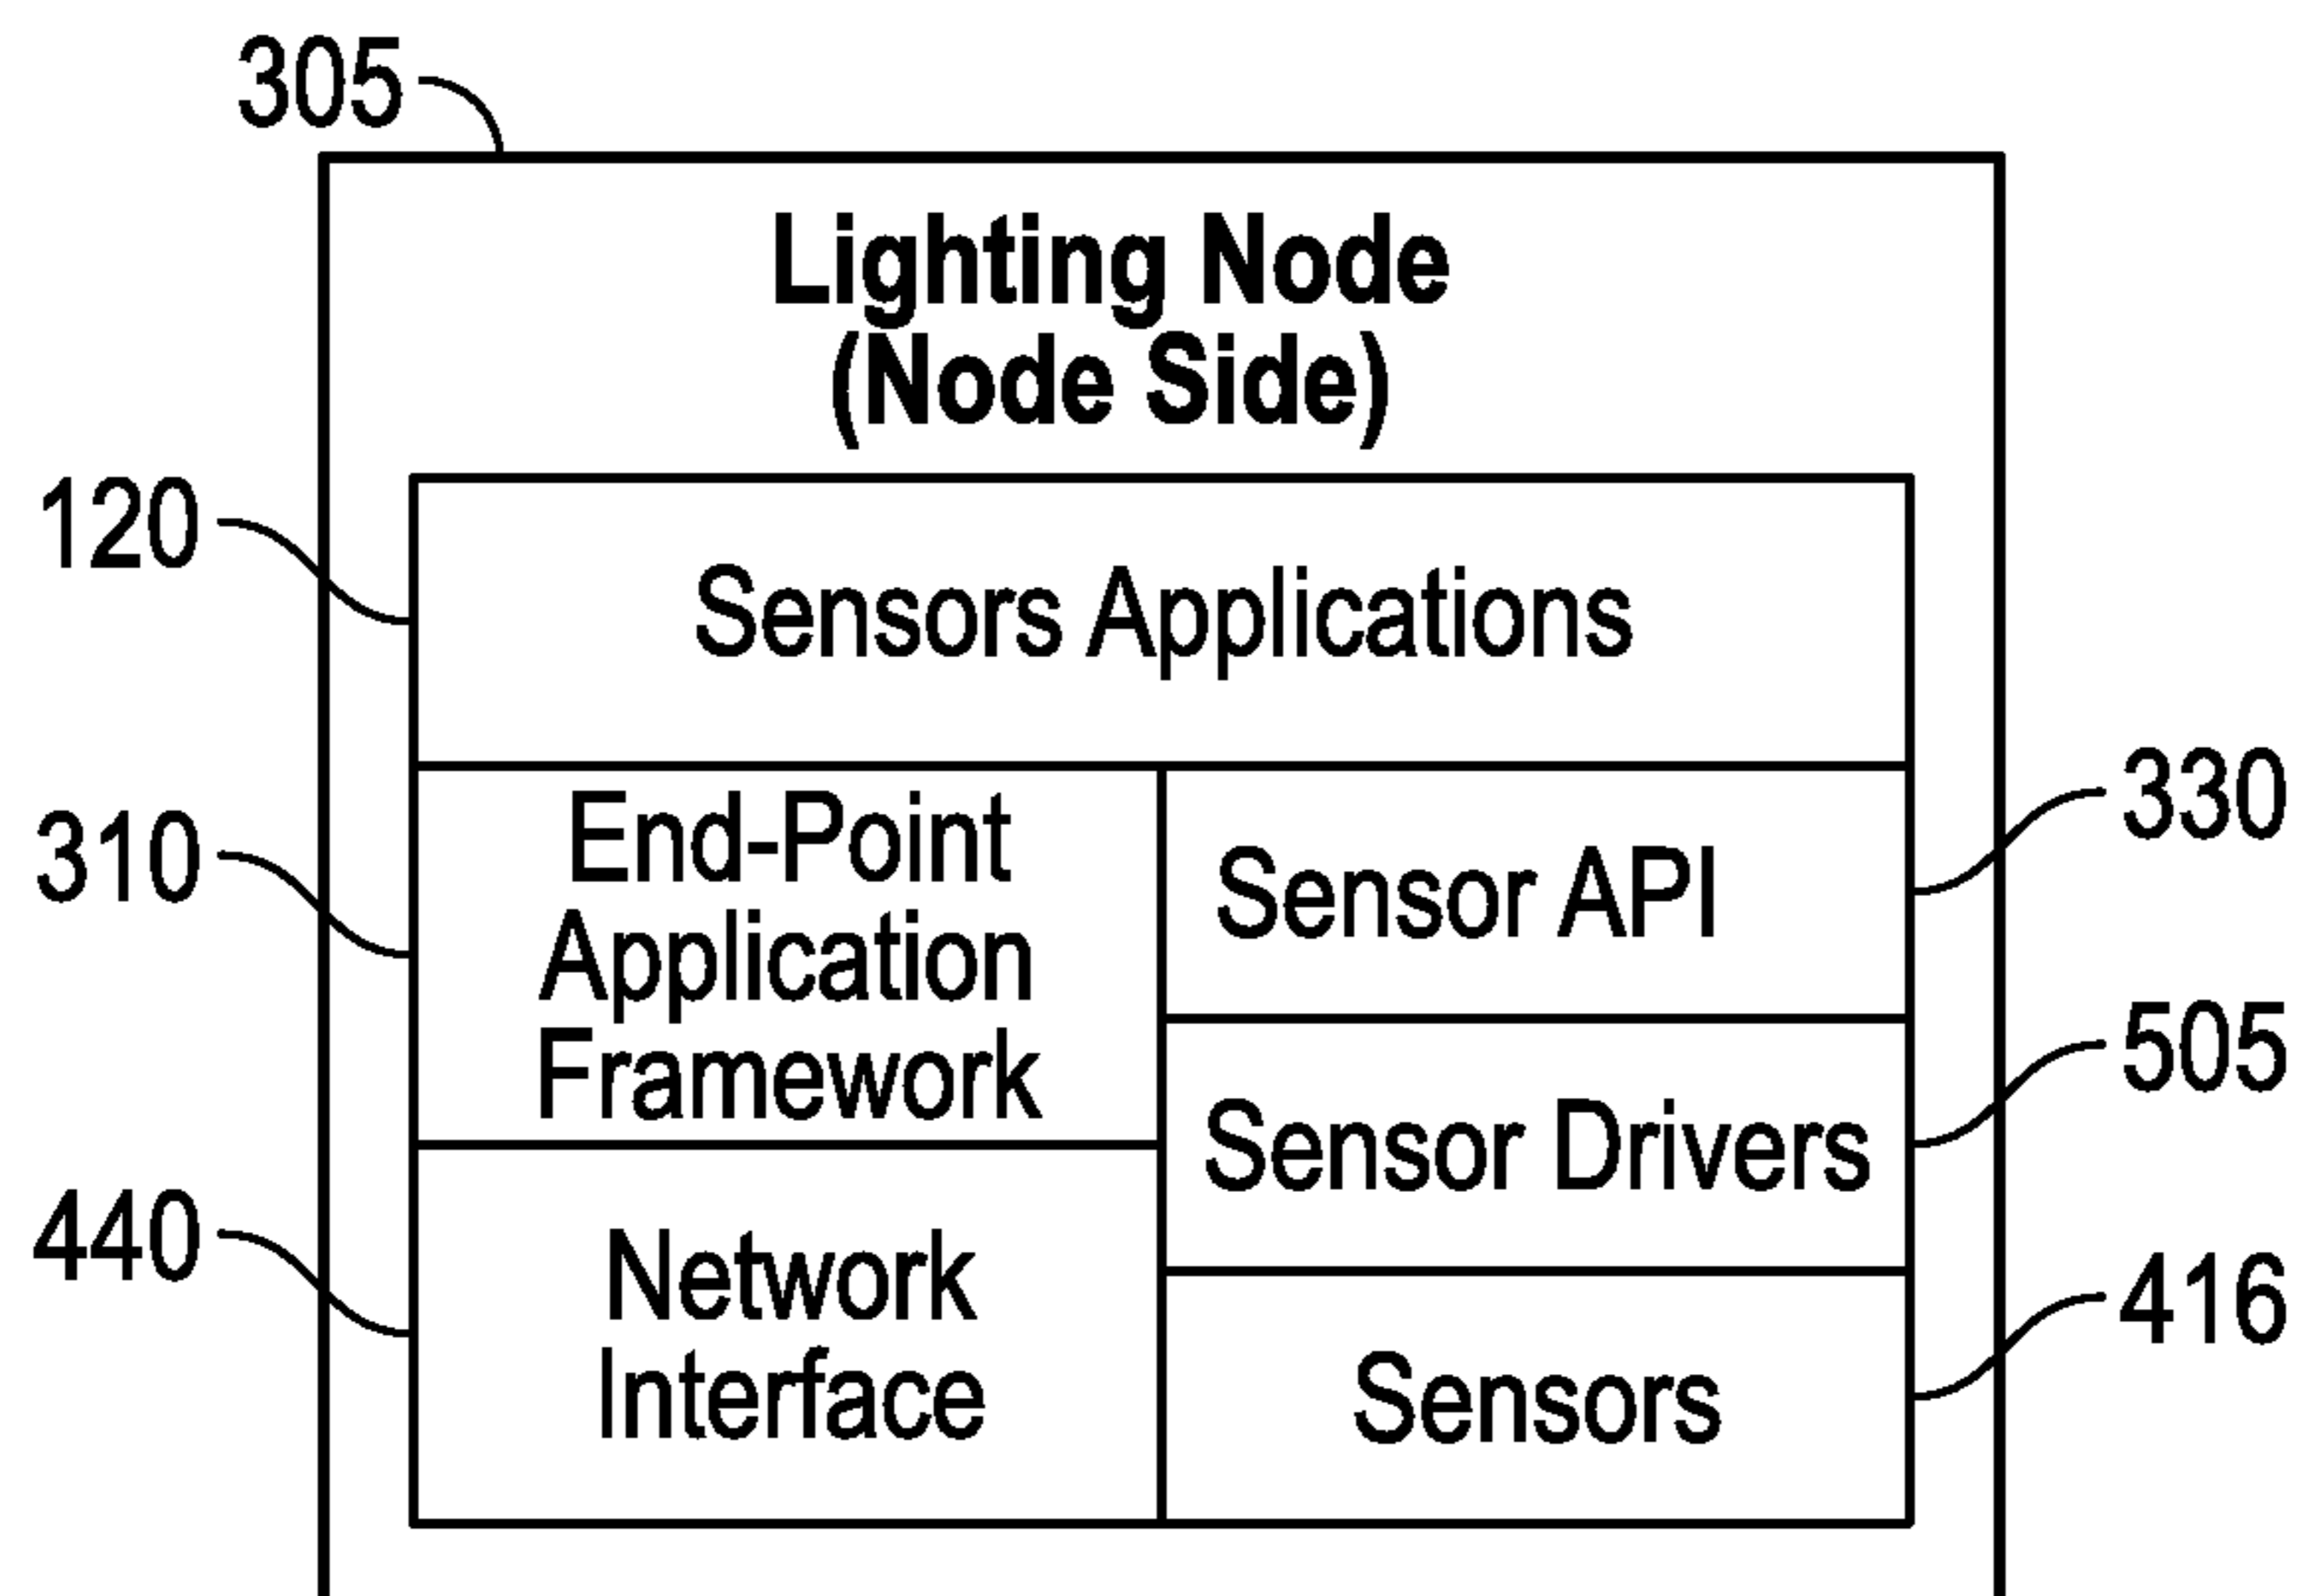 305
Lighting Node
(Node Side)
120
Sensors Applications
310
End-Point
Application
Framework
330
Sensor API
505
Sensor Drivers
440
Network
Interface
416
Sensors